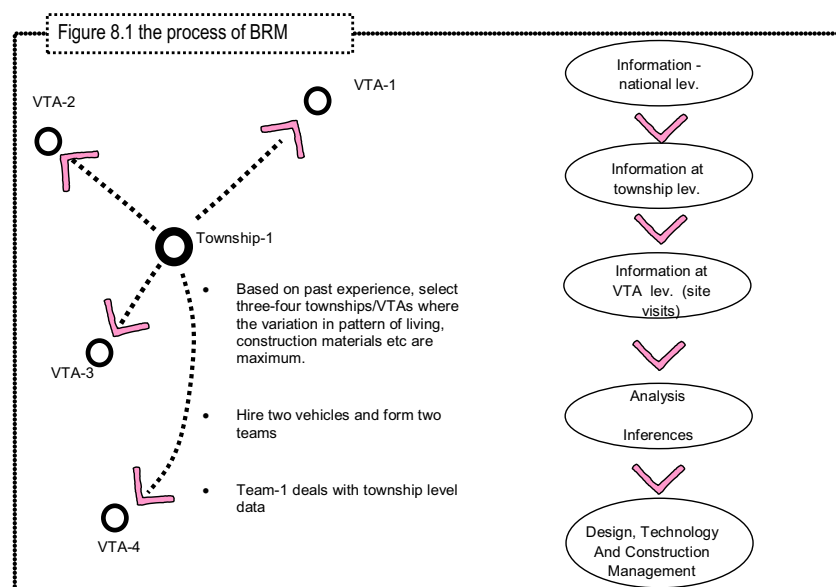 Figure 8.1 the process of BRM
VTA-1
VTA-2
Township-1
VTA-3
VTA-4
• Based on past experience, select
three-four townships/VTAs where
the variation in pattern of living,
construction materials etc are
maximum.
• Hire two vehicles and form two
teams
• Team-1 deals with township level
data
Information -
national lev.
Information at
township lev.
Information at
VTA lev. (site
visits)
Analysis
Inferences
Design, Technology
And Construction
Management